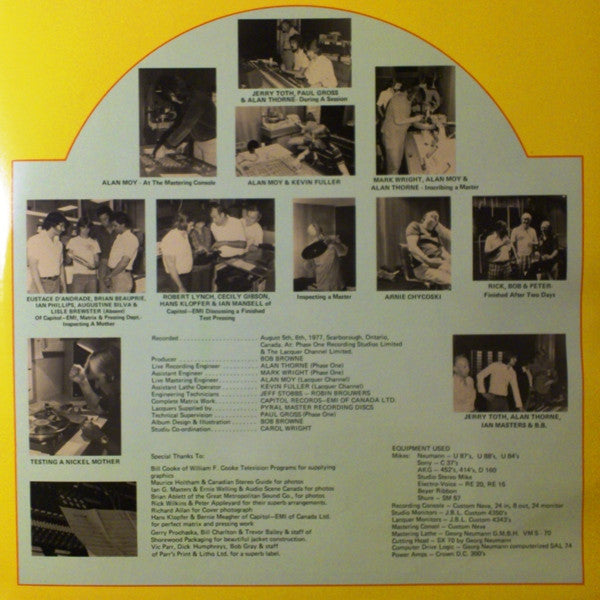 JERRY TOTH, PAUL GROSS
& ALAN THORNE - During A Session
ALAN MOY - At The Mastering Console
ALAN MOY & KEVIN FULLER
MARK WRIGHT, ALAN MOY &
ALAN THORNE - Inscribing a Master
EUSTACE D'ANDRADE, BRIAN BEAUPRIE,
IAN PHILLIPS, AUGUSTINE SILVA &
LISLE BREWSTER (Absent)
Of Capitol-EMI, Matrix & Pressing Dept.
Inspecting A Mother
ROBERT LYNCH, CECILY GIBSON,
HANS KLOPFER & IAN MANSELL of
Capitol-EMI Discussing a Finished
Test Pressing
Inspecting a Master
ARNIE CHYCOSKI
RICK, BOB & PETER:
Finished After Two Days
TESTING A NICKEL MOTHER
JERRY TOTH, ALAN THORNE,
IAN MASTERS & B.B.
Recorded . . . . . . . . . . . . . . . . . . . August 5th, 6th, 1977, Scarborough, Ontario,
Canada. At: Phase One Recording Studios Limited
& The Lacquer Channel Limited.
Producer . . . . . . . . . . . . . . . . . . . BOB BROWNE
Live Recording Engineer . . . . . . . . . ALAN THORNE (Phase One)
Assistant Engineer . . . . . . . . . . . . . MARK WRIGHT (Phase One)
Live Mastering Engineer . . . . . . . . . ALAN MOY (Lacquer Channel)
Assistant Lathe Operator . . . . . . . . KEVIN FULLER (Lacquer Channel)
Engineering Technicians . . . . . . . . . JEFF STOBBS - ROBIN BROUWERS
Complete Matrix Work . . . . . . . . . . CAPITOL RECORDS-EMI OF CANADA LTD.
Lacquers Supplied by . . . . . . . . . . . PYRAL MASTER RECORDING DISCS
Technical Supervision . . . . . . . . . . PAUL GROSS (Phase One)
Album Design & Illustration . . . . . . BOB BROWNE
Studio Co-ordination . . . . . . . . . . . CAROL WRIGHT
Special Thanks To:
Bill Cooke of William F. Cooke Television Programs for supplying
graphics
Maurice Holtham & Canadian Stereo Guide for photos
Ian G. Masters & Ernie Welling & Audio Scene Canada for photos
Brian Ablett of the Great Metropolitan Sound Co., for photos
Rick Wilkins & Peter Appleyard for their superb arrangements.
Richard Allan for Cover photograph
Hans Klopfer & Bernie Meagher of Capitol-EMI of Canada Ltd.
for perfect matrix and pressing work
Gerry Prochaska, Bill Charlton & Trevor Bailey & staff of
Shorewood Packaging for beautiful jacket construction.
Vic Parr, Dick Humphreys, Bob Gray & staff
of Parr's Print & Litho Ltd, for a superb label.
EQUIPMENT USED
Mikes: Neumann - U 87's, U 88's, U 84's
Sony - C 37's
AKG - 452's, 414's, D 160
Studio Stereo Mike
Electro-Voice - RE 20, RE 16
Beyer Ribbon
Shure - SM 57
Recording Console - Custom Neve, 24 in, 8 out, 24 monitor
Studio Monitors - J.B.L. Custom 4350's
Lacquer Monitors - J.B.L. Custom 4343's
Mastering Consol - Custom Neve
Mastering Lathe - Georg Neumann G.M.B.H. VMS - 70
Cutting Head - SX 70 by Georg Neumann
Computer Drive Logic - Georg Neumann computerized SAL 74
Power Amps - Crown D.C. 300's